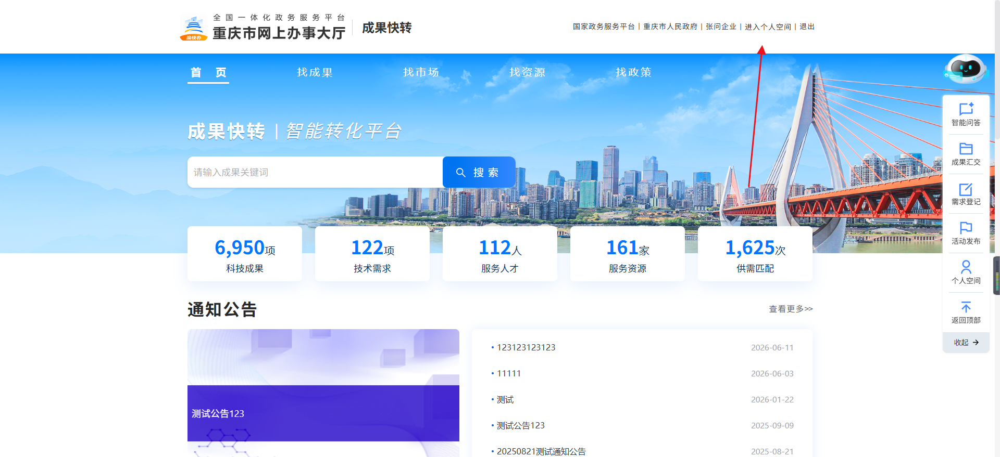 全国一体化政务服务平台
重庆市网上办事大厅
渝快办
成果快转
国家政务服务平台 | 重庆市人民政府 | 张问企业 | 进入个人空间 | 退出
首 页 找成果 找市场 找资源 找政策
成果快转 | 智能转化平台
请输入成果关键词
搜 索
6,950项
科技成果
122项
技术需求
112人
服务人才
161家
服务资源
1,625次
供需匹配
通知公告
查看更多>>
测试公告123
• 123123123123 2026-06-11
• 11111 2026-06-03
• 测试 2026-01-22
• 测试公告123 2025-09-09
• 20250821测试通知公告 2025-08-21
智能问答
成果汇交
需求登记
活动发布
个人空间
返回顶部
收起 →